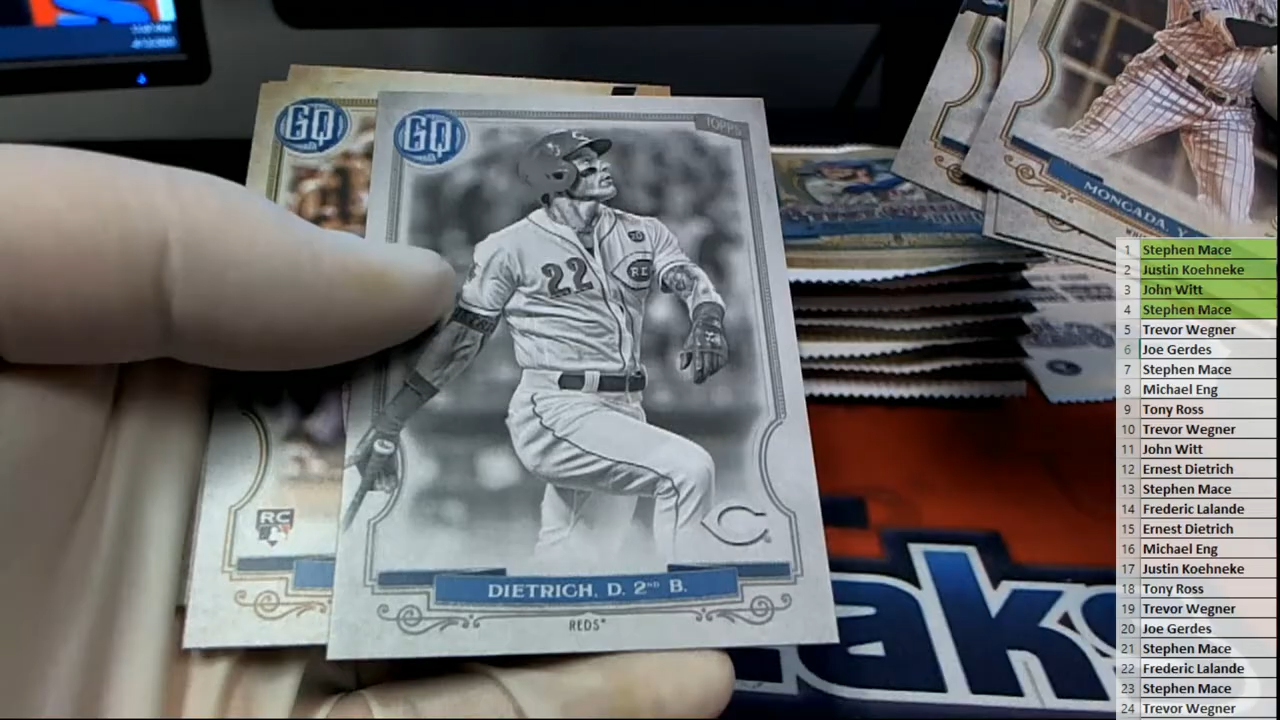 GQ
GQ
TOPPS
22
RE
RC
DIETRICH, D. 2ND B.
REDS
MONCADA, Y
aks
1 Stephen Mace
2 Justin Koehneke
3 John Witt
4 Stephen Mace
5 Trevor Wegner
6 Joe Gerdes
7 Stephen Mace
8 Michael Eng
9 Tony Ross
10 Trevor Wegner
11 John Witt
12 Ernest Dietrich
13 Stephen Mace
14 Frederic Lalande
15 Ernest Dietrich
16 Michael Eng
17 Justin Koehneke
18 Tony Ross
19 Trevor Wegner
20 Joe Gerdes
21 Stephen Mace
22 Frederic Lalande
23 Stephen Mace
24 Trevor Wegner